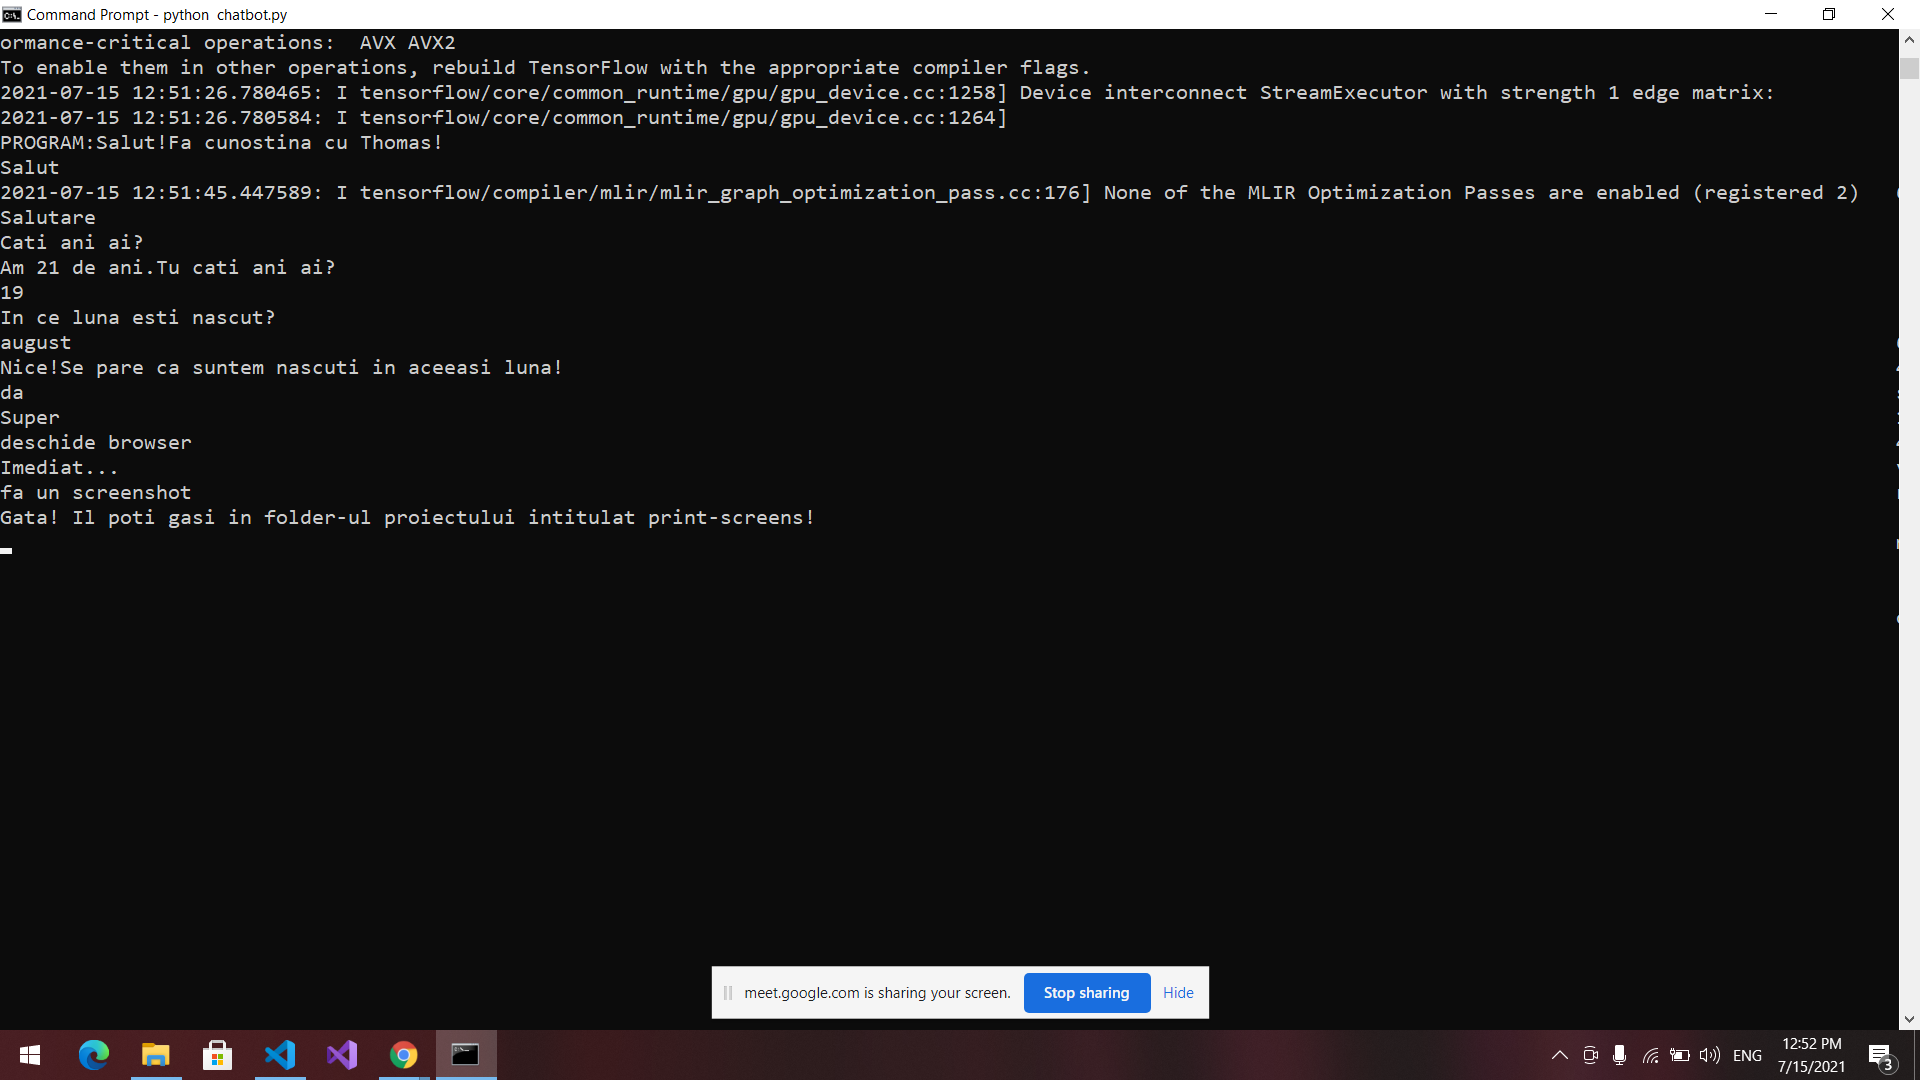 Command Prompt - python  chatbot.py
ormance-critical operations:  AVX AVX2
To enable them in other operations, rebuild TensorFlow with the appropriate compiler flags.
2021-07-15 12:51:26.780465: I tensorflow/core/common_runtime/gpu/gpu_device.cc:1258] Device interconnect StreamExecutor with strength 1 edge matrix:
2021-07-15 12:51:26.780584: I tensorflow/core/common_runtime/gpu/gpu_device.cc:1264]
PROGRAM:Salut!Fa cunostina cu Thomas!
Salut
2021-07-15 12:51:45.447589: I tensorflow/compiler/mlir/mlir_graph_optimization_pass.cc:176] None of the MLIR Optimization Passes are enabled (registered 2)
Salutare
Cati ani ai?
Am 21 de ani.Tu cati ani ai?
19
In ce luna esti nascut?
august
Nice!Se pare ca suntem nascuti in aceeasi luna!
da
Super
deschide browser
Imediat...
fa un screenshot
Gata! Il poti gasi in folder-ul proiectului intitulat print-screens!
meet.google.com is sharing your screen.
Stop sharing
Hide
ENG
12:52 PM
7/15/2021
3